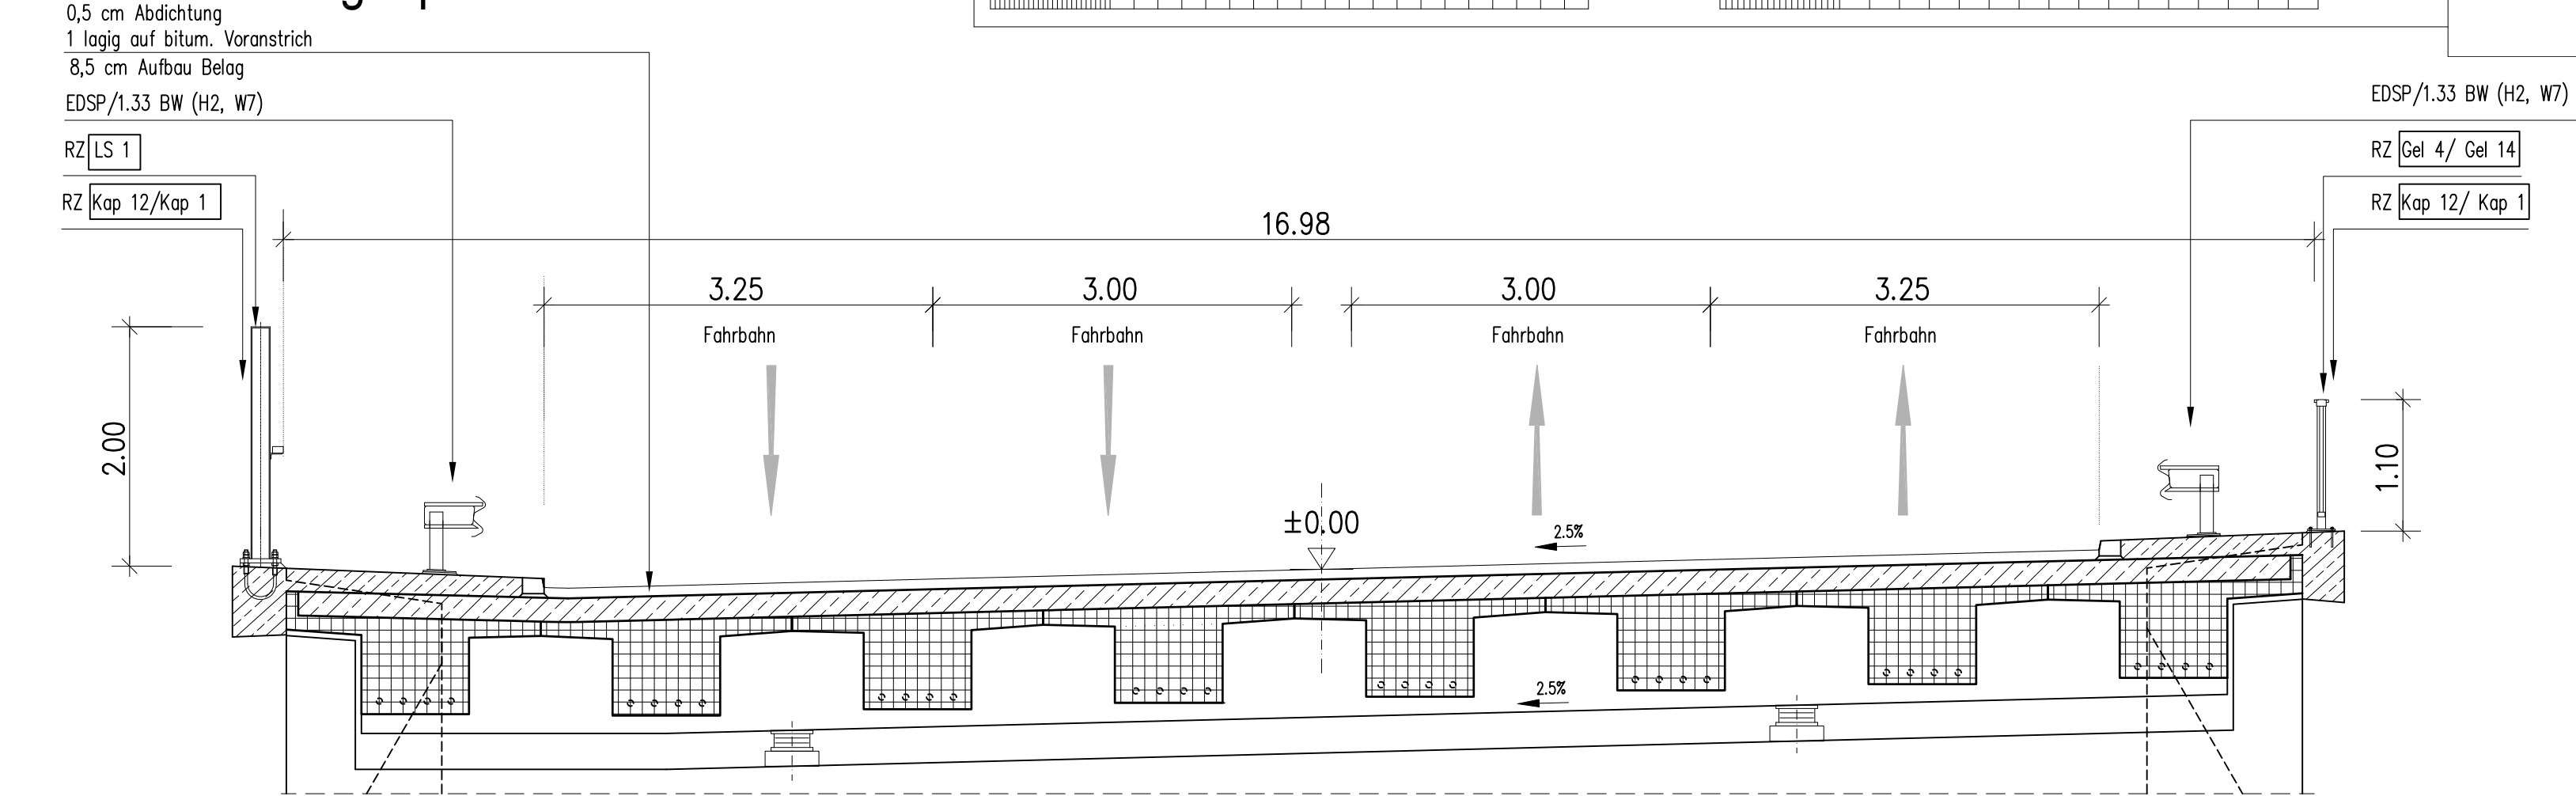 0,5 cm Abdichtung
1 lagig auf bitum. Voranstrich
8,5 cm Aufbau Belag
EDSP/1.33 BW (H2, W7)
RZ LS 1
RZ Kap 12/Kap 1
EDSP/1.33 BW (H2, W7)
RZ Gel 4/ Gel 14
RZ Kap 12/ Kap 1
16.98
3.25 3.00 3.00 3.25
Fahrbahn Fahrbahn Fahrbahn Fahrbahn
2.00
1.10
±0.00
2.5%
2.5%